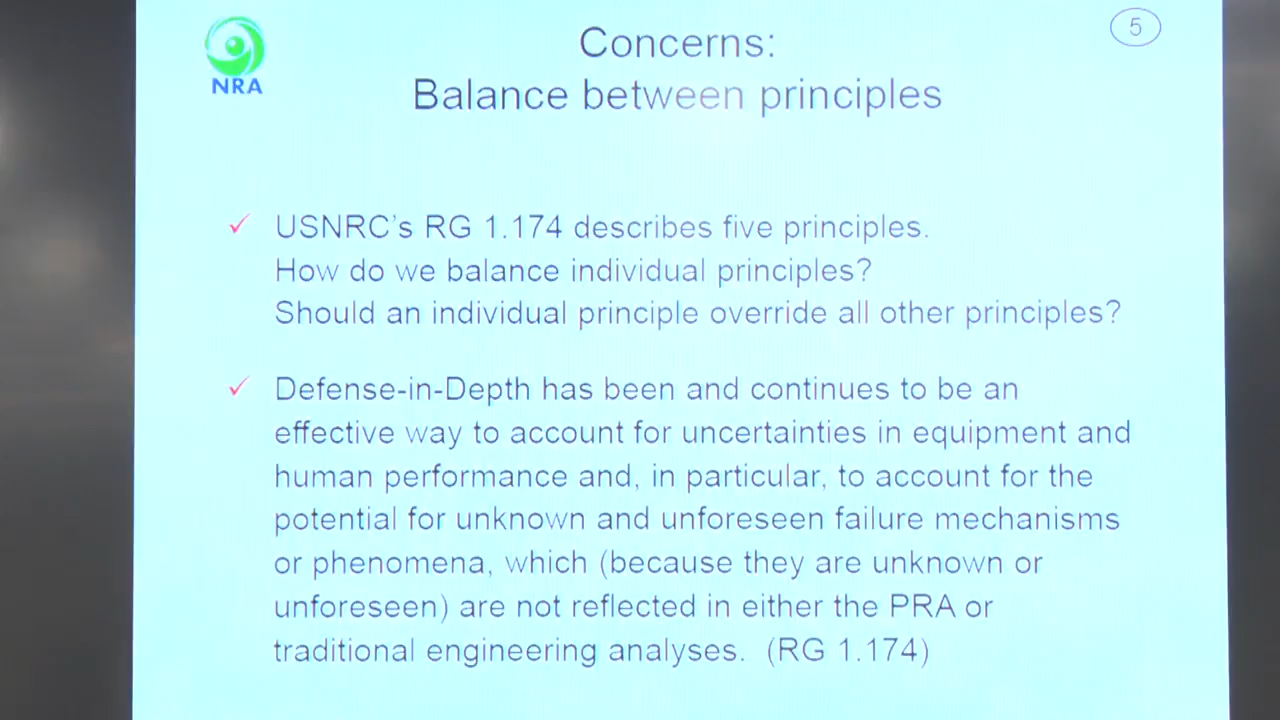 NRA
Concerns:
Balance between principles
5
✓ USNRC's RG 1.174 describes five principles.
How do we balance individual principles?
Should an individual principle override all other principles?
✓ Defense-in-Depth has been and continues to be an
effective way to account for uncertainties in equipment and
human performance and, in particular, to account for the
potential for unknown and unforeseen failure mechanisms
or phenomena, which (because they are unknown or
unforeseen) are not reflected in either the PRA or
traditional engineering analyses. (RG 1.174)